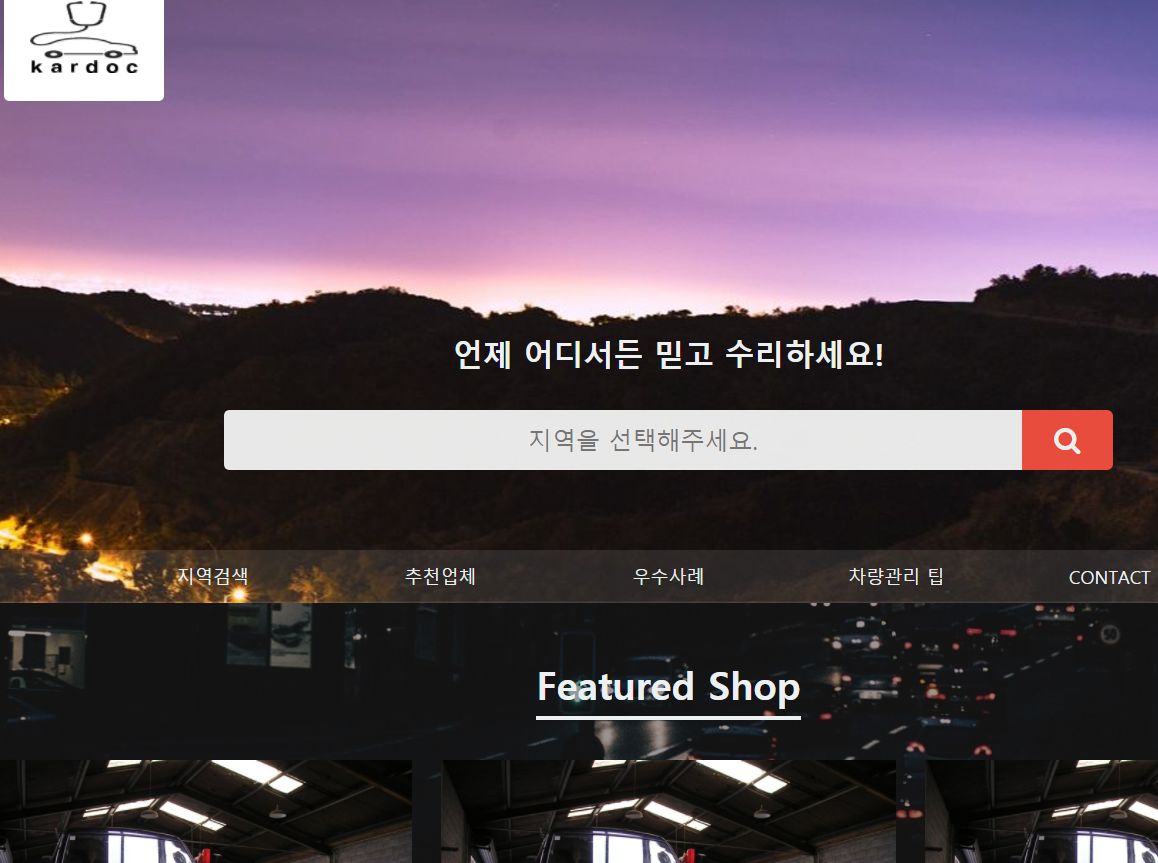 kardoc
언제 어디서든 믿고 수리하세요!
지역을 선택해주세요.
지역검색
추천업체
우수사례
차량관리 팁
CONTACT
50
Featured Shop